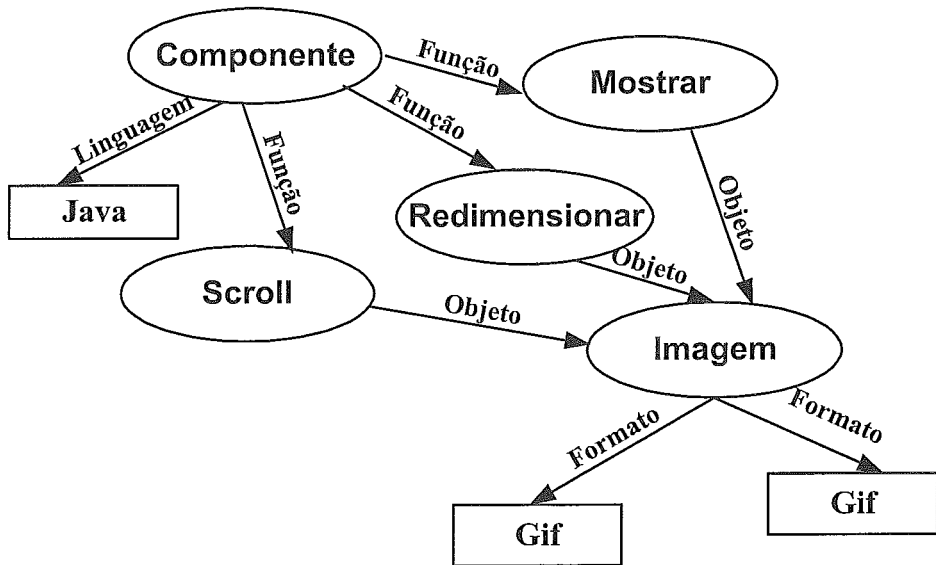 Componente
Função
Mostrar
Linguagem
Função
Função
Objeto
Java
Redimensionar
Objeto
Scroll
Objeto
Imagem
Formato
Formato
Gif
Gif